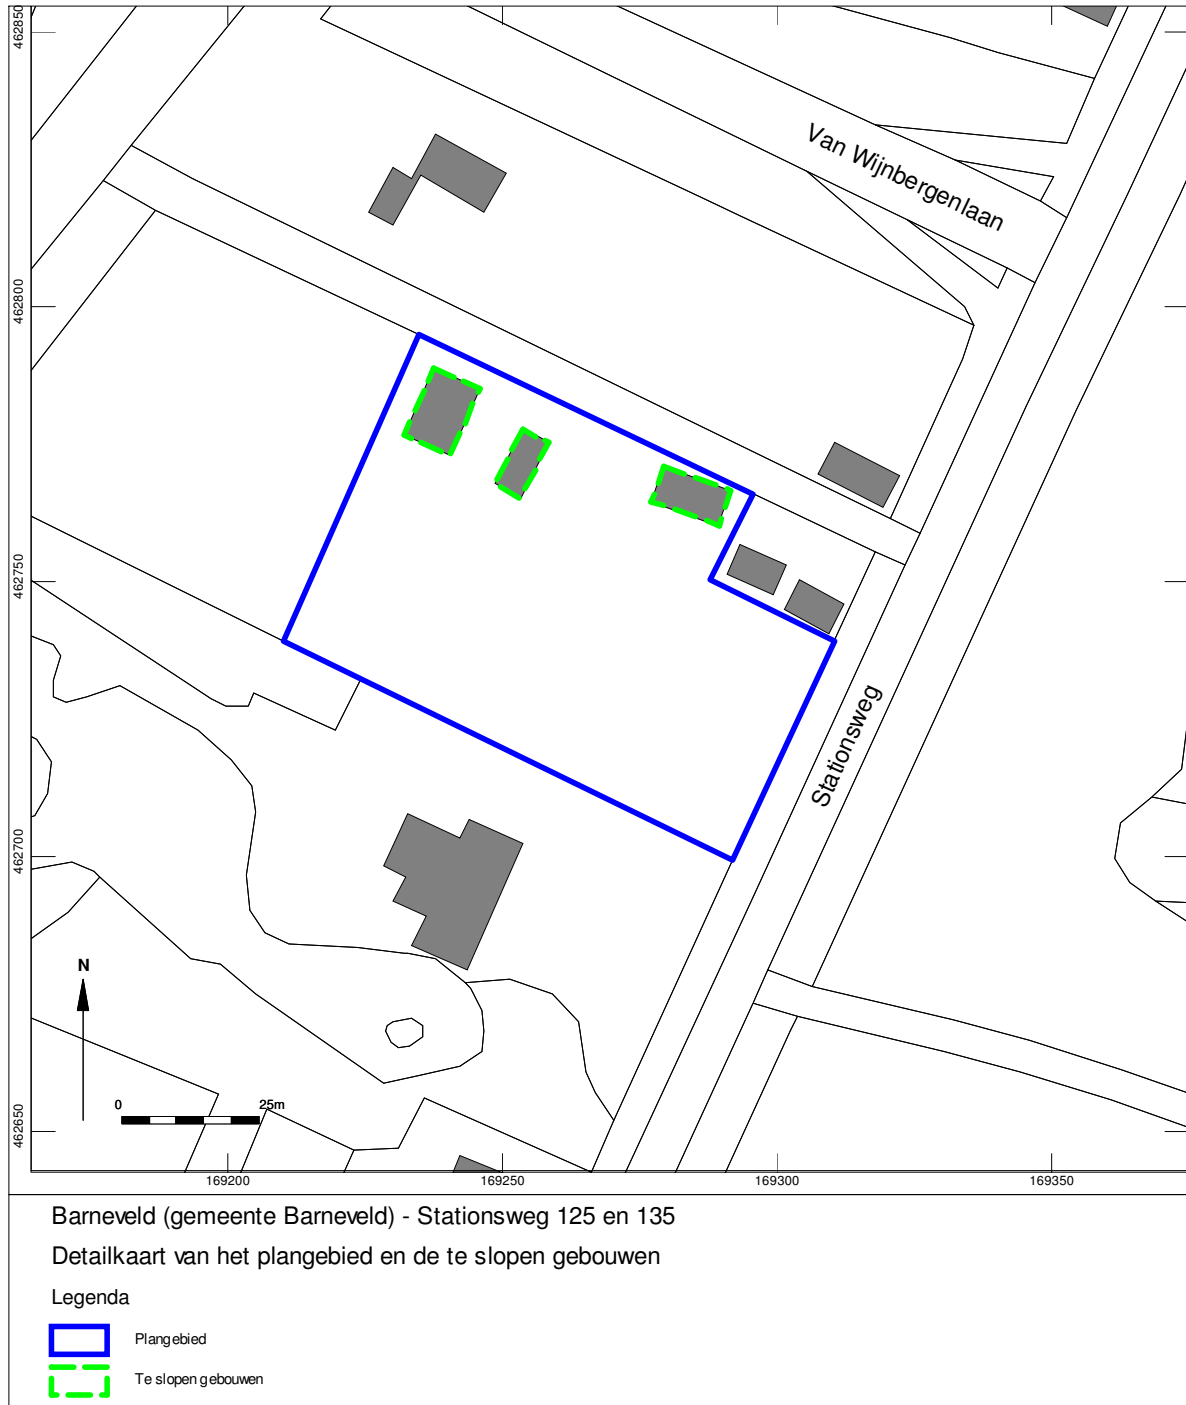 462850
Van Wijnbergenlaan
462800
462750
Stationsweg
462700
N
0 25m
462650
169200 169250 169300 169350
Barneveld (gemeente Barneveld) - Stationsweg 125 en 135
Detailkaart van het plangebied en de te slopen gebouwen
Legenda
Plangebied
Te slopen gebouwen